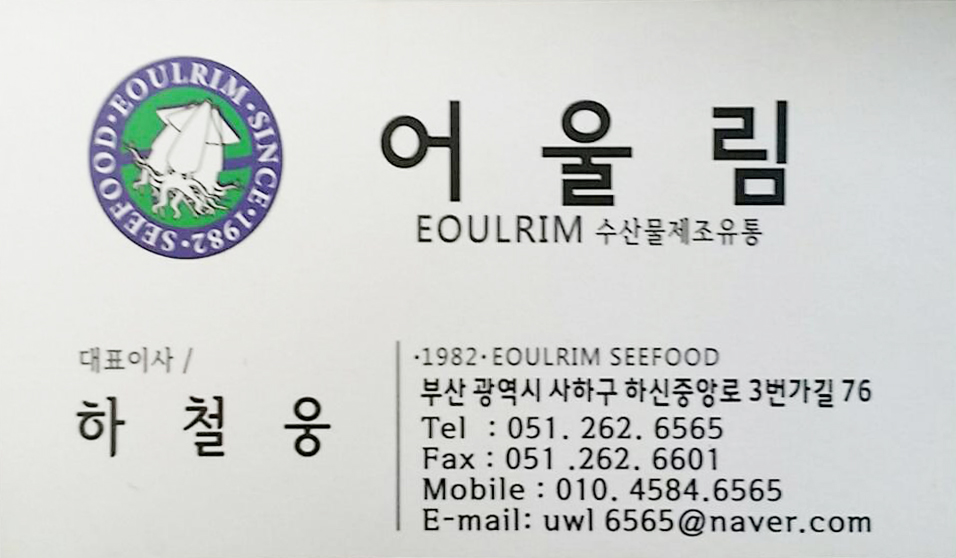 EOULRIM · SINCE · 1982 · SEEFOOD ·
어울림
EOULRIM 수산물제조유통
대표이사 /
하 철 웅
·1982·EOULRIM SEEFOOD
부산 광역시 사하구 하신중앙로 3번가길 76
Tel : 051. 262. 6565
Fax : 051 .262. 6601
Mobile : 010. 4584.6565
E-mail: uwl 6565@naver.com